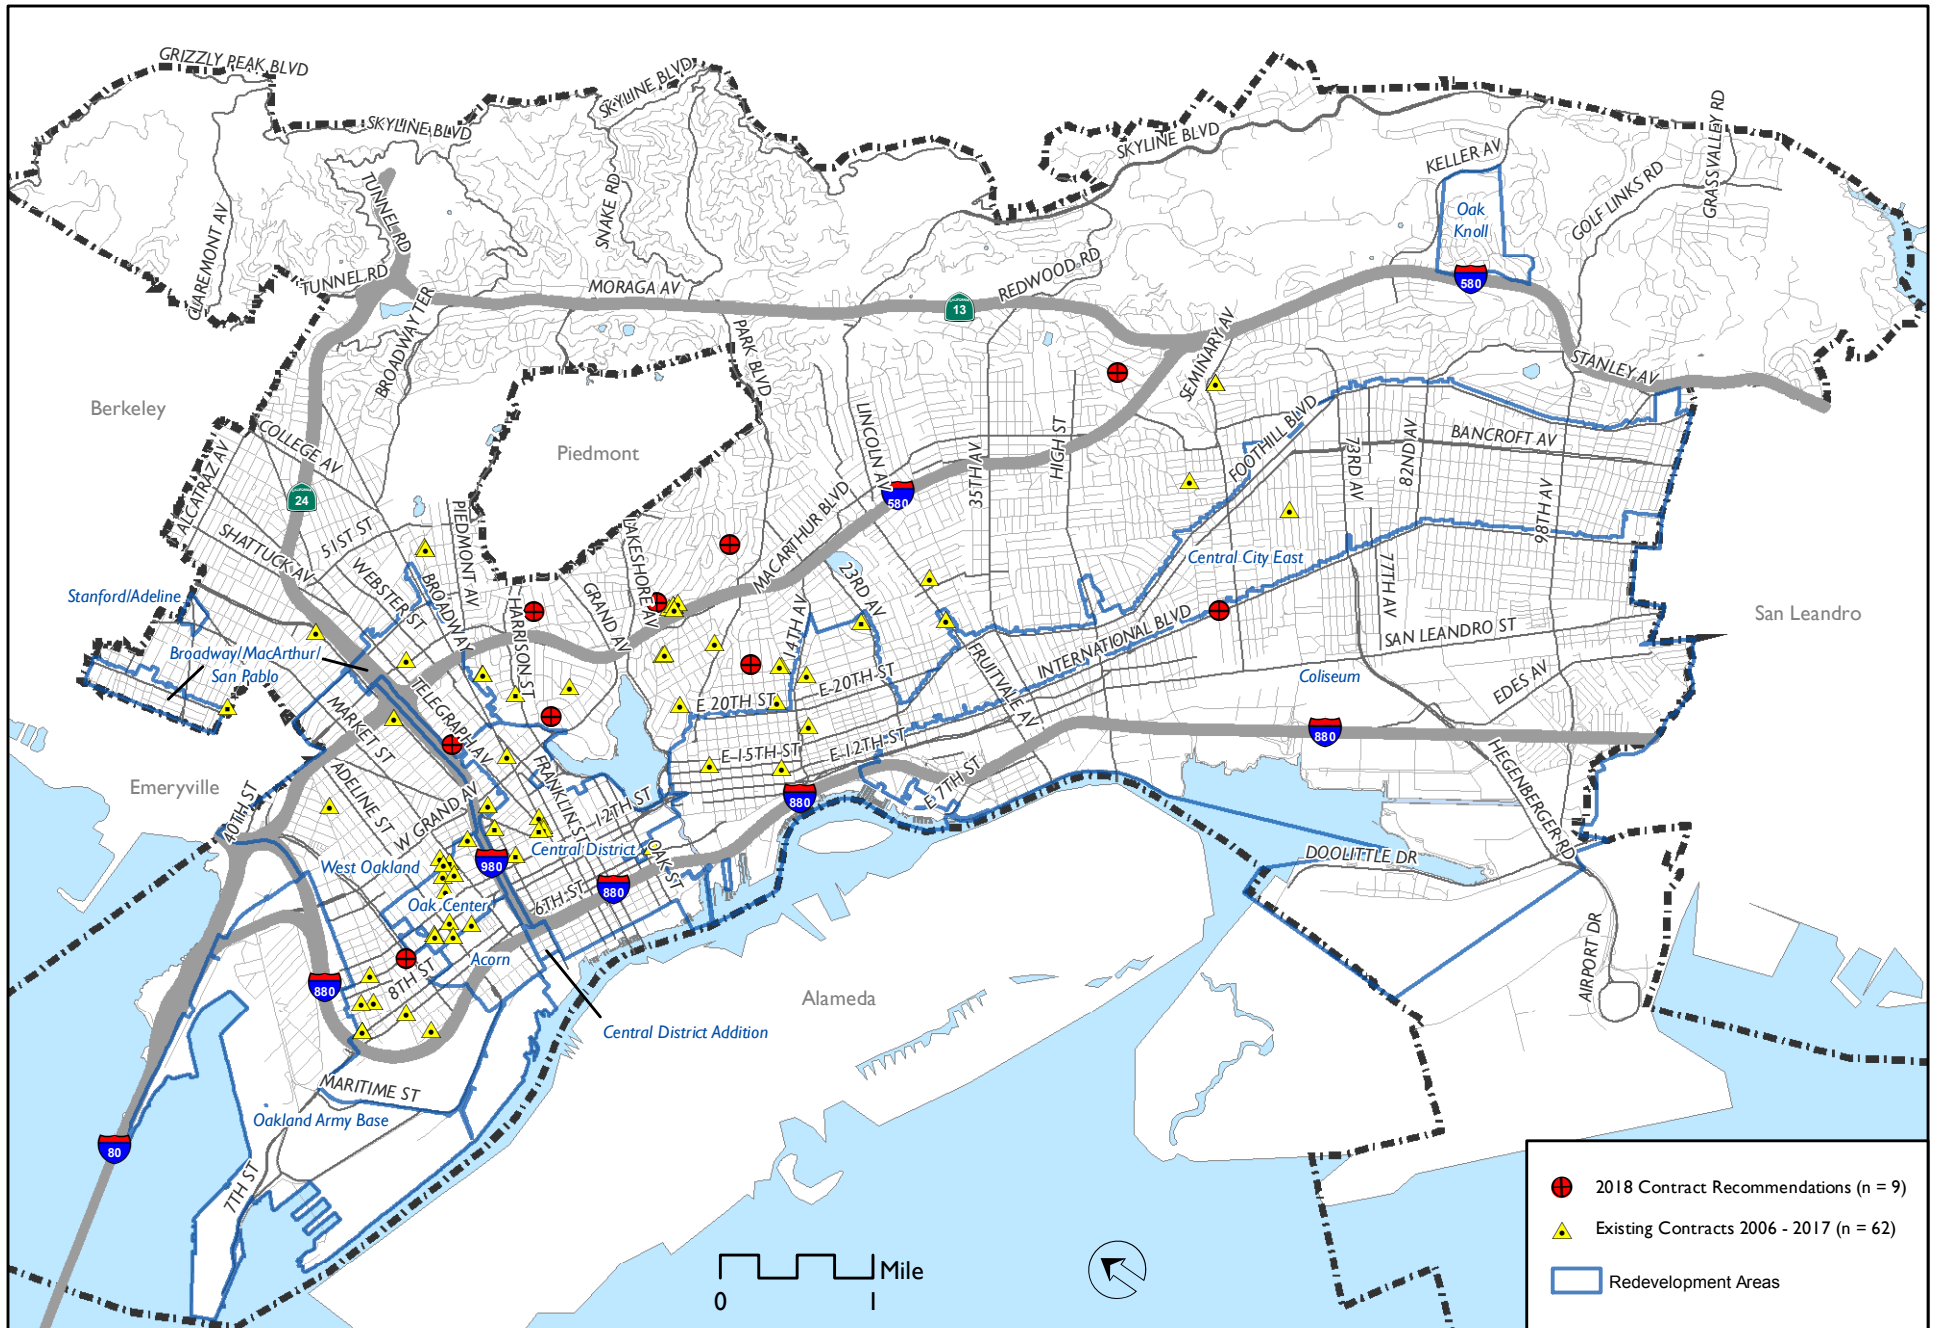 GRIZZLY PEAK BLVD
SKYLINE BLVD
SKYLINE BLVD
SKYLINE BLVD
CLAREMONT AV
TUNNEL RD
TUNNEL RD
SNAKE RD
BROADWAY TER
MORAGA AV
PARK BLVD
13
REDWOOD RD
KELLER AV
Oak
Knoll
580
GOLF LINKS RD
GRASSVALLEY RD
STANLEY AV
SEMINARY AV
Berkeley
Piedmont
COLLEGE AV
ALCATRAZ AV
24
SHATTUCK AV
51ST ST
WEBSTER ST
BROADWAY
PIEDMONT AV
HARRISON ST
GRAND AV
LAKESHORE AV
MACARTHUR BLVD
LINCOLN AV
580
35TH AV
HIGH ST
FOOTHILL BLVD
73RD AV
82ND AV
BANCROFT AV
98TH AV
77TH AV
Central City East
San Leandro
Stanford/Adeline
Broadway/MacArthur/
San Pablo
14TH AV
23RD AV
FRUITVALE AV
INTERNATIONAL BLVD
SAN LEANDRO ST
Coliseum
EDES AV
880
HEGENBERGER RD
E 20TH ST
E 20TH ST
E 15TH ST
E 12TH ST
E 7TH ST
880
TELEGRAPH AV
MARKET ST
ADELINE ST
W GRAND AV
FRANKLIN ST
12TH ST
OAK ST
Emeryville
40TH ST
West Oakland
980
Central District
880
6TH ST
Oak Center
Acorn
8TH ST
880
DOOLITTLE DR
AIRPORT DR
Alameda
Central District Addition
MARITIME ST
Oakland Army Base
80
7TH ST
Mile
0
1
2018 Contract Recommendations (n = 9)
Existing Contracts 2006 - 2017 (n = 62)
Redevelopment Areas